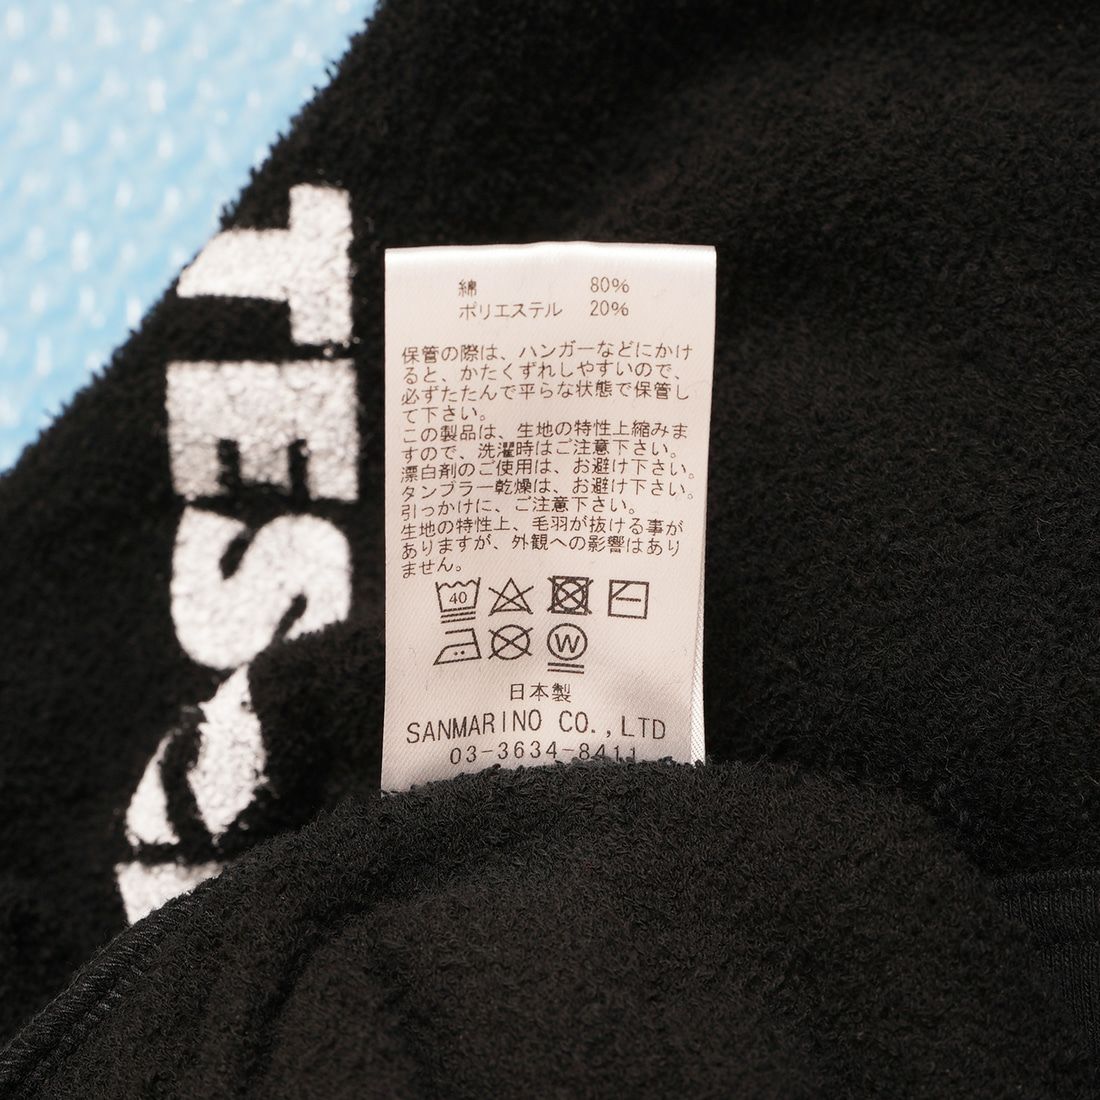 綿 80%
ポリエステル 20%
保管の際は、ハンガーなどにかけ
ると、かたくずれしやすいので、
必ずたたんで平らな状態で保管し
て下さい。
この製品は、生地の特性上縮みま
すので、洗濯時はご注意下さい。
漂白剤のご使用は、お避け下さい。
タンブラー乾燥は、お避け下さい。
引っかけに、ご注意下さい。
生地の特性上、毛羽が抜ける事が
ありますが、外観への影響はあり
ません。
40
W
日本製
SANMARINO CO.,LTD
03-3634-8411
TES